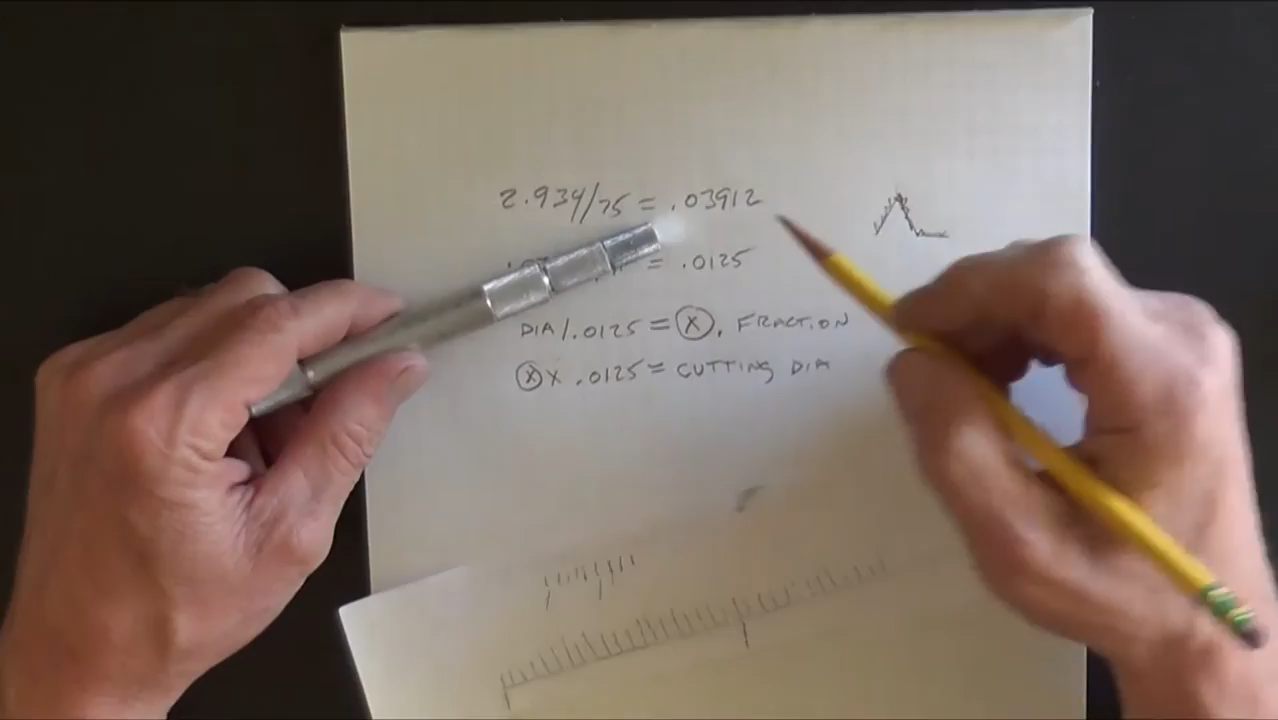 2.934/75 = .03912
= .0125
DIA/.0125 = X. FRACTION
X X .0125 = CUTTING DIA